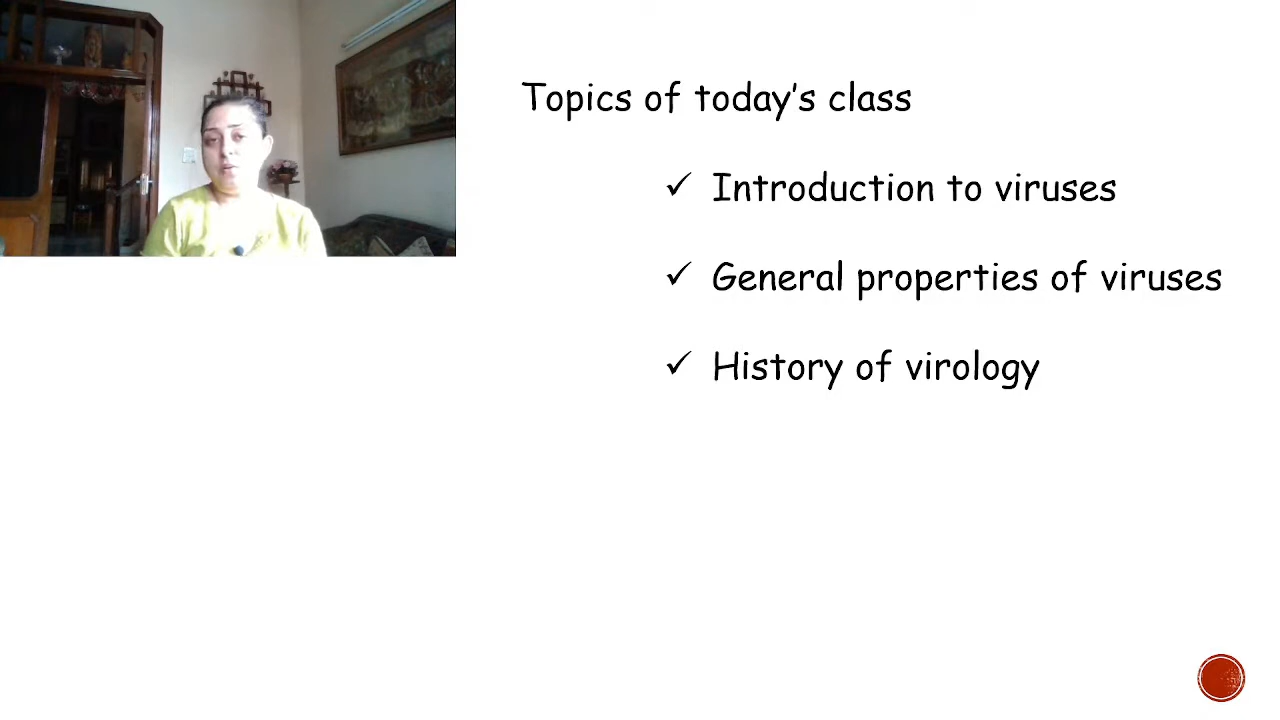 Topics of today's class
✓ Introduction to viruses
✓ General properties of viruses
✓ History of virology